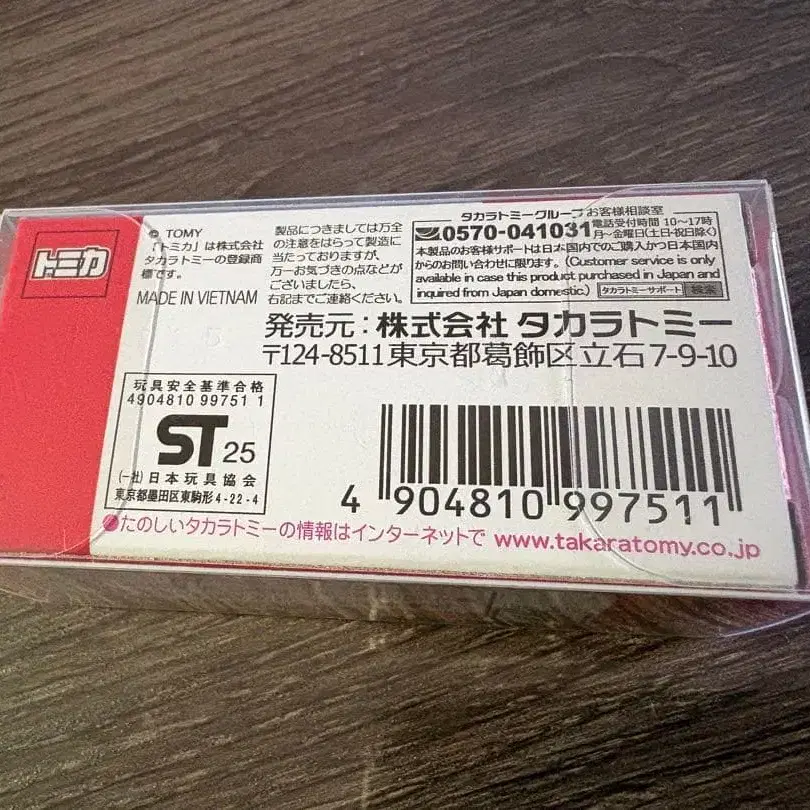 トミカ
© TOMY
「トミカ」は株式会社
タカラトミーの登録商
標です。
MADE IN VIETNAM
製品につきましては万全
の注意をはらって製造に
当たっておりますが、
万一お気づきの点などが
ございましたら、
右記までご連絡ください。
タカラトミーグループ お客様相談室
0570-041031 電話受付時間 10〜17時
月〜金曜日(土・日・祝日除く)
本製品のお客様サポートは日本国内でのご購入かつ日本国内
からのお問い合わせに限ります。(Customer service is only
available in case this product purchased in Japan and
inquired from Japan domestic.) タカラトミーサポート 検索
発売元：株式会社 タカラトミー
〒124-8511 東京都葛飾区立石7-9-10
玩具安全基準合格
4904810 99751 1
ST 25
(一社)日本玩具協会
東京都墨田区東駒形4-22-4
4 904810 997511
●たのしいタカラトミーの情報はインターネットで www.takaratomy.co.jp